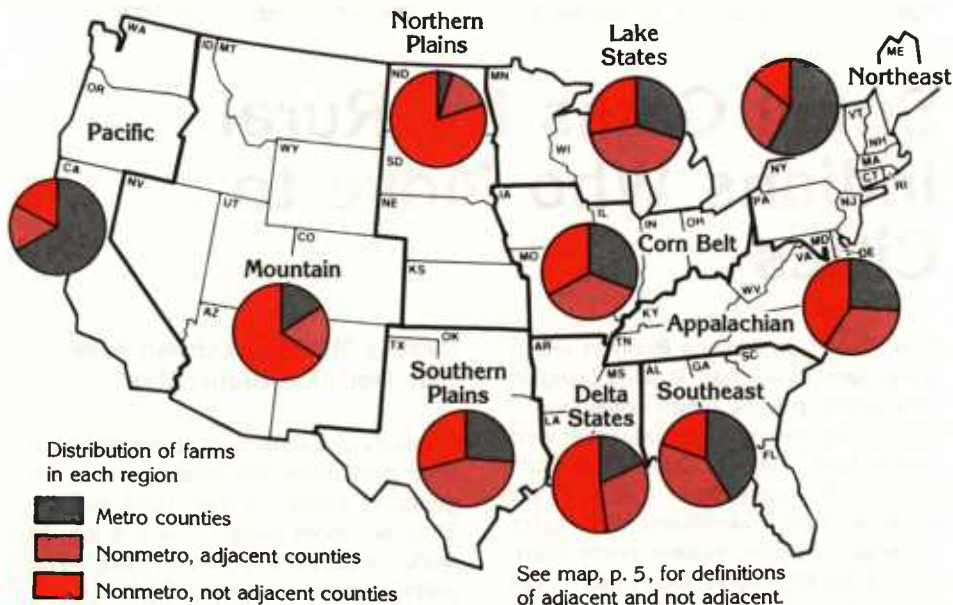 Northern
Plains
Lake
States
Northeast
Pacific
Mountain
Corn Belt
Appalachian
Southern
Plains
Delta
States
Southeast
WA
OR
CA
ID
MT
NV
WY
UT
CO
AZ
ND
SD
NE
KS
MN
WI
IA
MO
IL
IN
OH
OK
TX
AR
LA
MS
AL
GA
SC
FL
TN
KY
WV
VA
MD
DE
NJ
PA
NY
CT
RI
MA
VT
NH
ME
Distribution of farms
in each region
Metro counties
Nonmetro, adjacent counties
Nonmetro, not adjacent counties
See map, p. 5, for definitions
of adjacent and not adjacent.